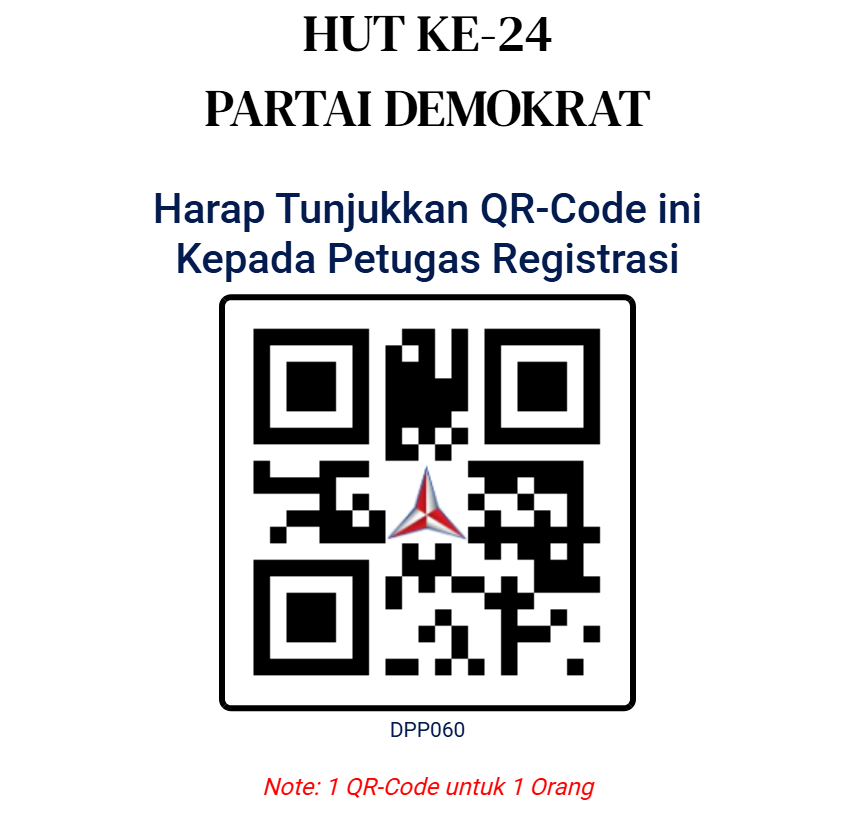 HUT KE-24
PARTAI DEMOKRAT
Harap Tunjukkan QR-Code ini
Kepada Petugas Registrasi
DPP060
Note: 1 QR-Code untuk 1 Orang